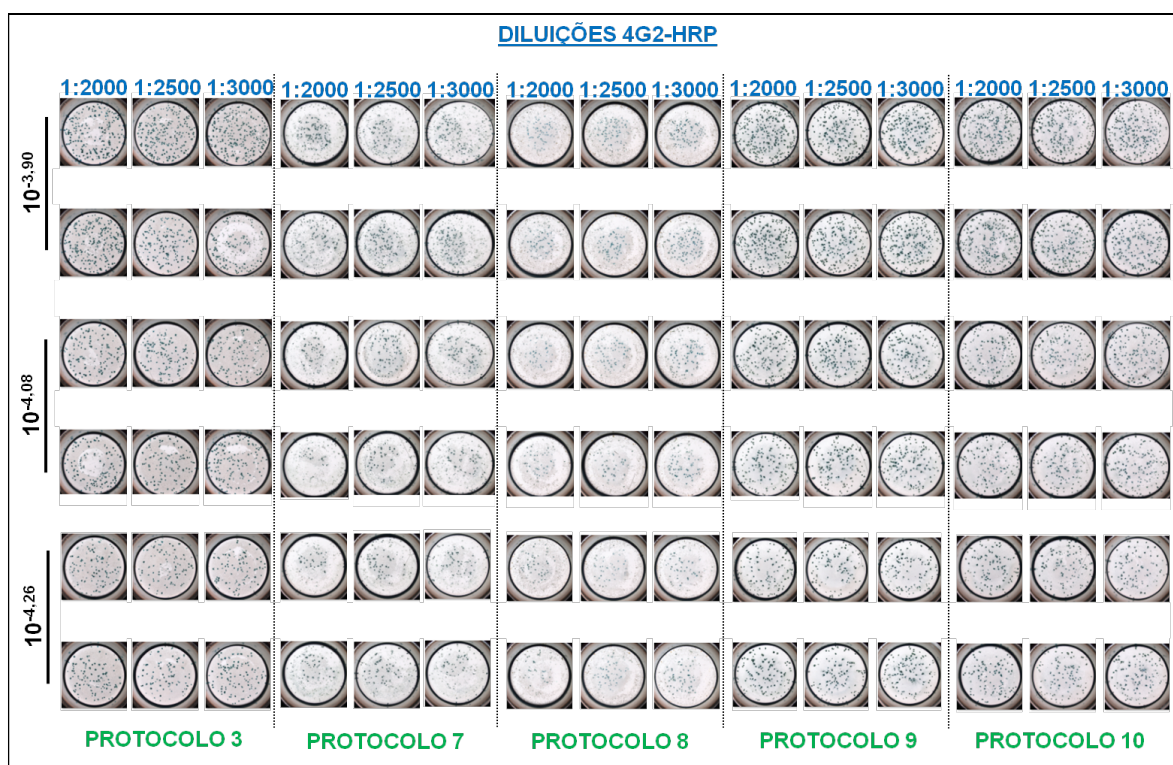 DILUIÇÕES 4G2-HRP
1:2000 1:2500 1:3000 1:2000 1:2500 1:3000 1:2000 1:2500 1:3000 1:2000 1:2500 1:3000 1:2000 1:2500 1:3000
10-3.90
10-4.08
10-4.26
PROTOCOLO 3 PROTOCOLO 7 PROTOCOLO 8 PROTOCOLO 9 PROTOCOLO 10